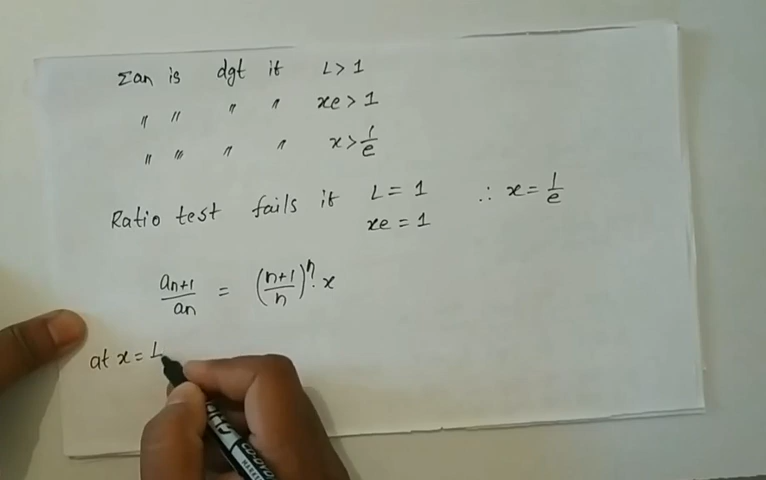 Σan is dgt if L > 1
" " " " xe > 1
" " " " x > 1/e
Ratio test fails if L = 1 ∴ x = 1/e
xe = 1
an+1/an = (n+1/n)^n . x
at x = 1